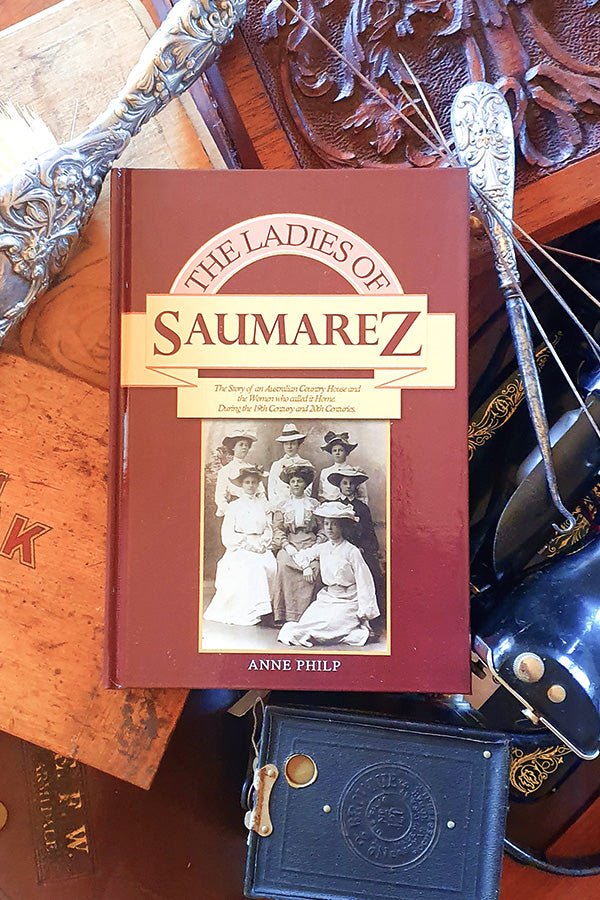 THE LADIES OF
SAUMAREZ
The Story of an Australian Country House and
the Women who called it Home.
During the 19th Century and 20th Centuries.
ANNE PHILP
F. W.
ARMIDALE